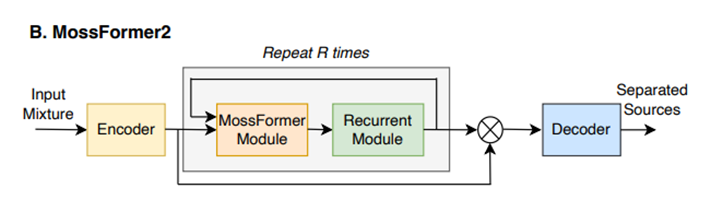 B. MossFormer2
Repeat R times
Input
Mixture
Encoder
MossFormer
Module
Recurrent
Module
Decoder
Separated
Sources